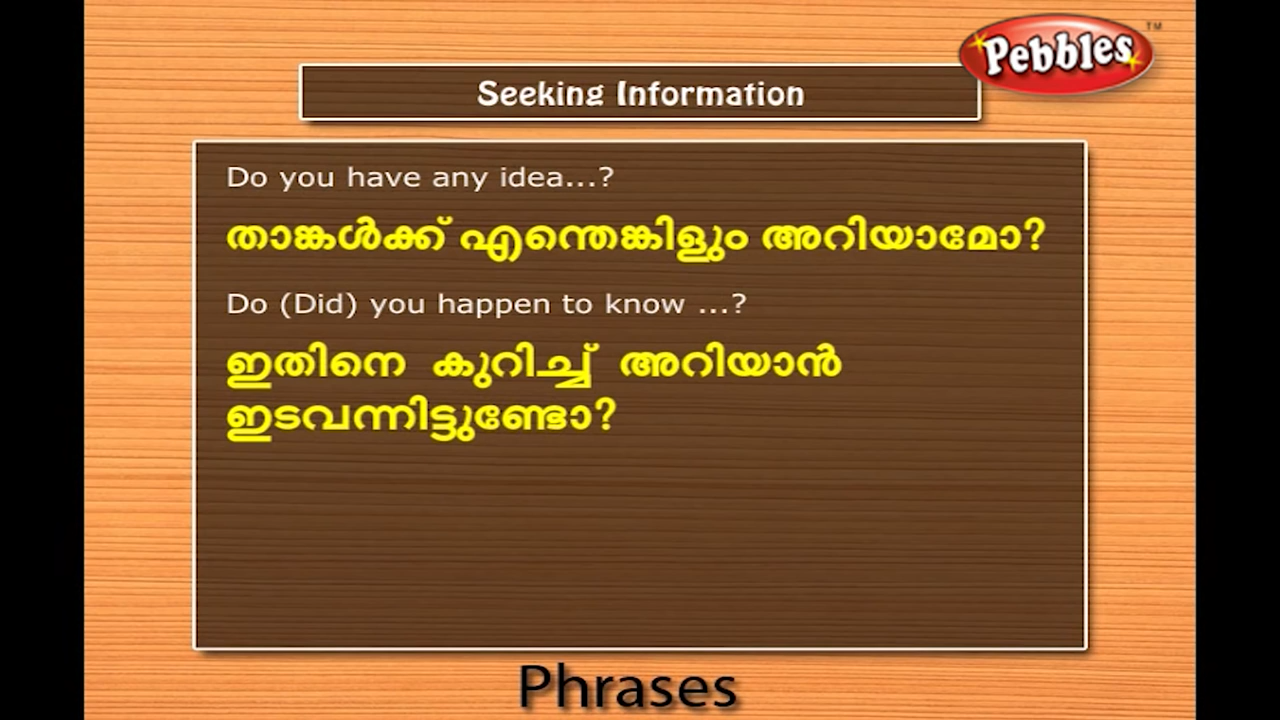 Pebbles
TM
Seeking Information
Do you have any idea...?
താങ്കൾക്ക് എന്തെങ്കിളും അറിയാമോ?
Do (Did) you happen to know ...?
ഇതിനെ കുറിച്ച് അറിയാൻ
ഇടവന്നിട്ടുണ്ടോ?
Phrases